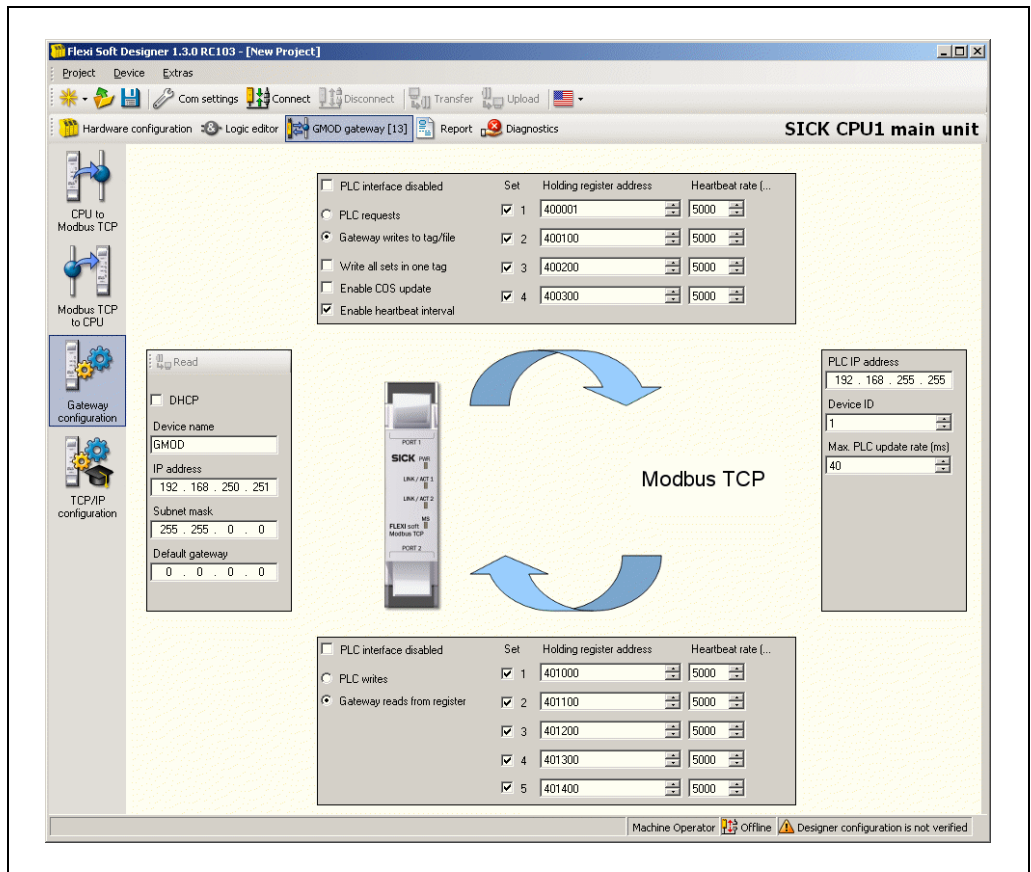 Flexi Soft Designer 1.3.0 RC103 - [New Project]
Project Device Extras
Com settings Connect Disconnect Transfer Upload
Hardware configuration Logic editor GMOD gateway [13] Report Diagnostics SICK CPU1 main unit
CPU to
Modbus TCP
Modbus TCP
to CPU
Gateway
configuration
TCP/IP
configuration
PLC interface disabled Set Holding register address Heartbeat rate (...
PLC requests 1 400001 5000
Gateway writes to tag/file 2 400100 5000
Write all sets in one tag 3 400200 5000
Enable COS update 4 400300 5000
Enable heartbeat interval
Read
DHCP
Device name
GMOD
IP address
192 . 168 . 250 . 251
Subnet mask
255 . 255 . 0 . 0
Default gateway
0 . 0 . 0 . 0
PORT 1
SICK PWR
LINK / ACT 1
LINK / ACT 2
MS
FLEXI soft
Modbus TCP
PORT 2
Modbus TCP
PLC IP address
192 . 168 . 255 . 255
Device ID
1
Max. PLC update rate (ms)
40
PLC interface disabled Set Holding register address Heartbeat rate (...
PLC writes 1 401000 5000
Gateway reads from register 2 401100 5000
3 401200 5000
4 401300 5000
5 401400 5000
Machine Operator Offline Designer configuration is not verified